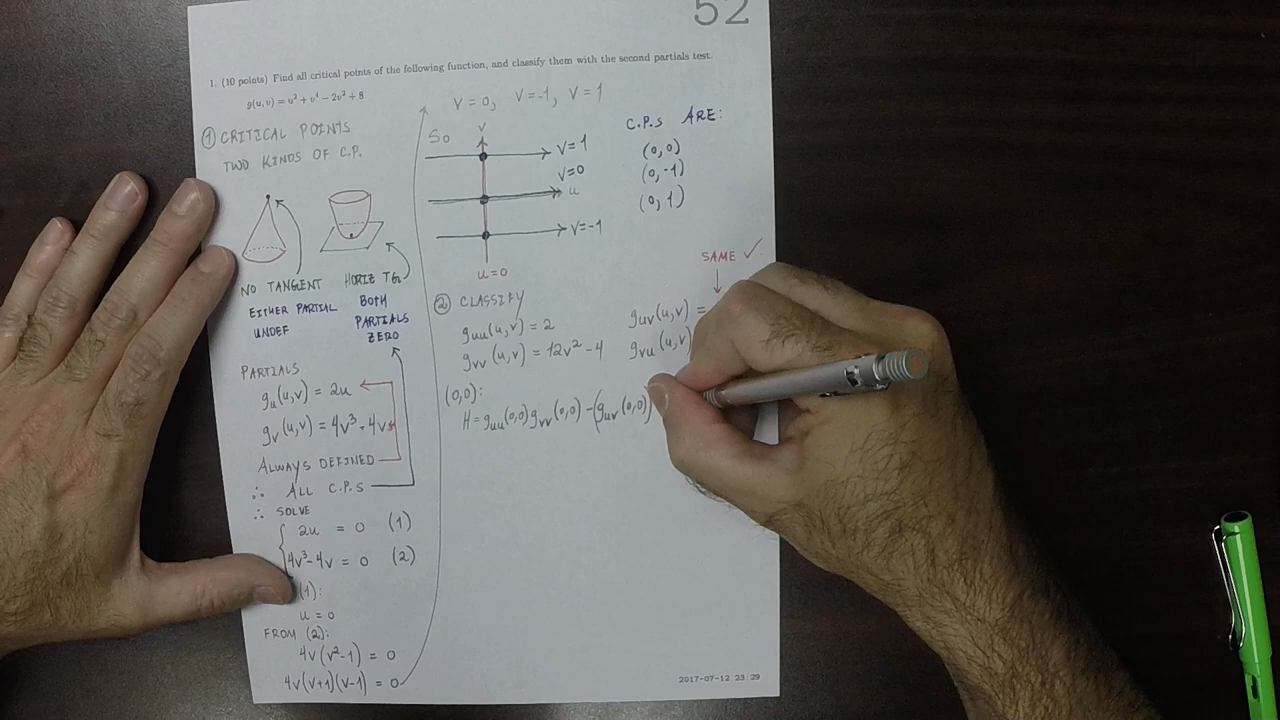 52
1. (10 points) Find all critical points of the following function, and classify them with the second partials test.
g(u, v) = u² + v⁴ − 2v² + 8
① CRITICAL POINTS
TWO KINDS OF C.P.
NO TANGENT
EITHER PARTIAL
UNDEF
HORIZ TG.
BOTH
PARTIALS
ZERO
PARTIALS
gᵤ(u,v) = 2u
gᵥ(u,v) = 4v³-4v
ALWAYS DEFINED
∴ ALL C.P.S
∴ SOLVE
2u = 0 (1)
4v³-4v = 0 (2)
(1):
u = 0
FROM (2):
4v(v²-1) = 0
4v(v+1)(v-1) = 0
V = 0, V=-1, V = 1
So
v
V=1
V=0
u
V=-1
u=0
C.P.s ARE:
(0,0)
(0,-1)
(0,1)
② CLASSIFY
gᵤᵤ(u,v) = 2
gᵥᵥ(u,v) = 12v²-4
SAME ✓
gᵤᵥ(u,v) =
gᵥᵤ(u,v)
(0,0):
H = gᵤᵤ(0,0)gᵥᵥ(0,0) -(gᵤᵥ(0,0))
2017-07-12 23:29